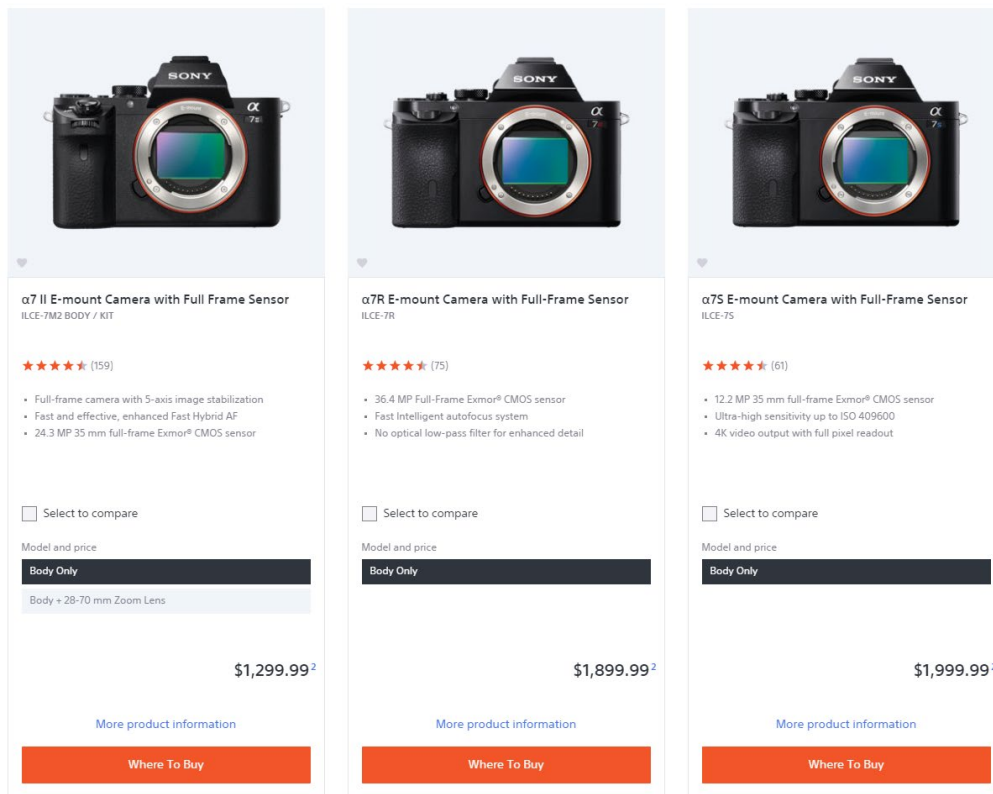 SONY
α
7 II
α7 II E-mount Camera with Full Frame Sensor
ILCE-7M2 BODY / KIT
(159)
• Full-frame camera with 5-axis image stabilization
• Fast and effective, enhanced Fast Hybrid AF
• 24.3 MP 35 mm full-frame Exmor® CMOS sensor
Select to compare
Model and price
Body Only
Body + 28-70 mm Zoom Lens
$1,299.99 2
More product information
Where To Buy
SONY
α
7R
α7R E-mount Camera with Full-Frame Sensor
ILCE-7R
(75)
• 36.4 MP Full-Frame Exmor® CMOS sensor
• Fast Intelligent autofocus system
• No optical low-pass filter for enhanced detail
Select to compare
Model and price
Body Only
$1,899.99 2
More product information
Where To Buy
SONY
α
7S
α7S E-mount Camera with Full-Frame Sensor
ILCE-7S
(61)
• 12.2 MP 35 mm full-frame Exmor® CMOS sensor
• Ultra-high sensitivity up to ISO 409600
• 4K video output with full pixel readout
Select to compare
Model and price
Body Only
$1,999.99
More product information
Where To Buy